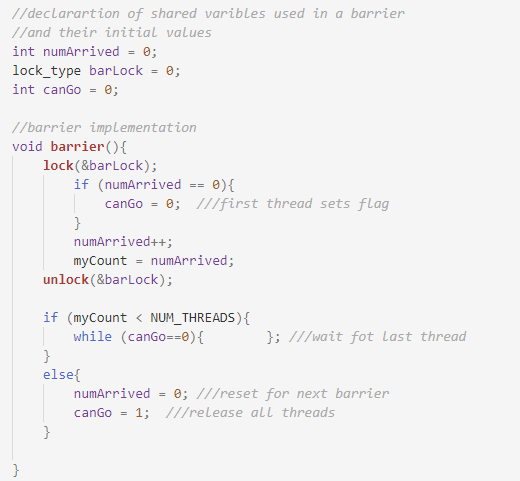 //declarartion of shared varibles used in a barrier
//and their initial values
int numArrived = 0;
lock_type barLock = 0;
int canGo = 0;

//barrier implementation
void barrier(){
    lock(&barLock);
        if (numArrived == 0){
            canGo = 0;  ///first thread sets flag
        }
        numArrived++;
        myCount = numArrived;
    unlock(&barLock);

    if (myCount < NUM_THREADS){
        while (canGo==0){        }; ///wait fot last thread
    }
    else{
        numArrived = 0; ///reset for next barrier
        canGo = 1;  ///release all threads
    }

}